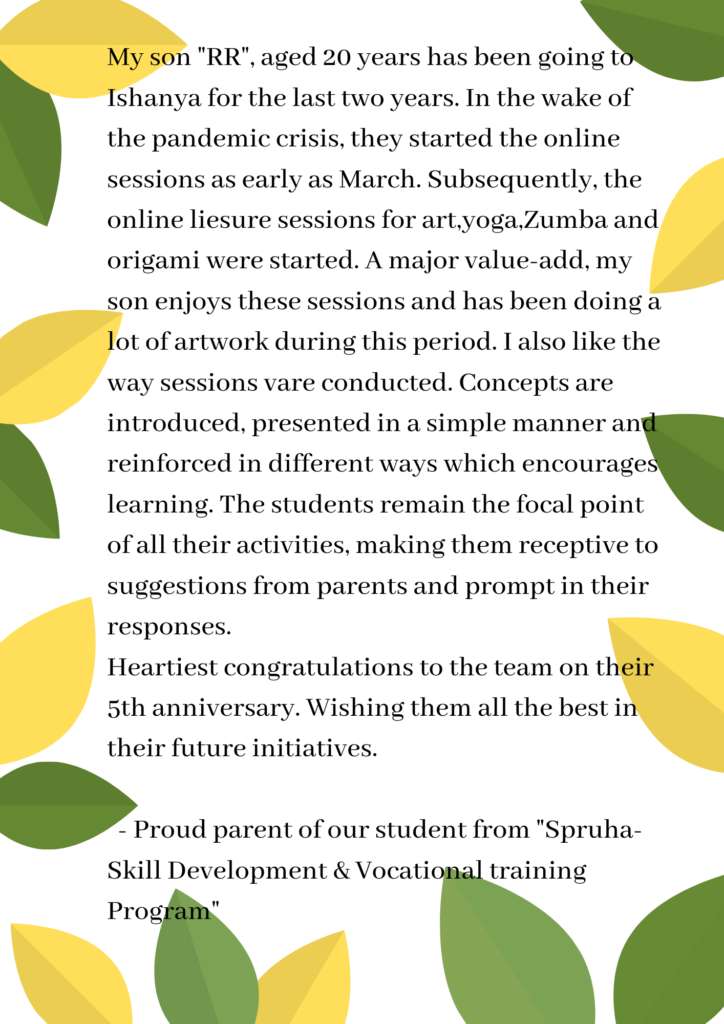 My son "RR", aged 20 years has been going to
Ishanya for the last two years. In the wake of
the pandemic crisis, they started the online
sessions as early as March. Subsequently, the
online liesure sessions for art,yoga,Zumba and
origami were started. A major value-add, my
son enjoys these sessions and has been doing a
lot of artwork during this period. I also like the
way sessions vare conducted. Concepts are
introduced, presented in a simple manner and
reinforced in different ways which encourages
learning. The students remain the focal point
of all their activities, making them receptive to
suggestions from parents and prompt in their
responses.
Heartiest congratulations to the team on their
5th anniversary. Wishing them all the best in
their future initiatives.
- Proud parent of our student from "Spruha-
Skill Development & Vocational training
Program"